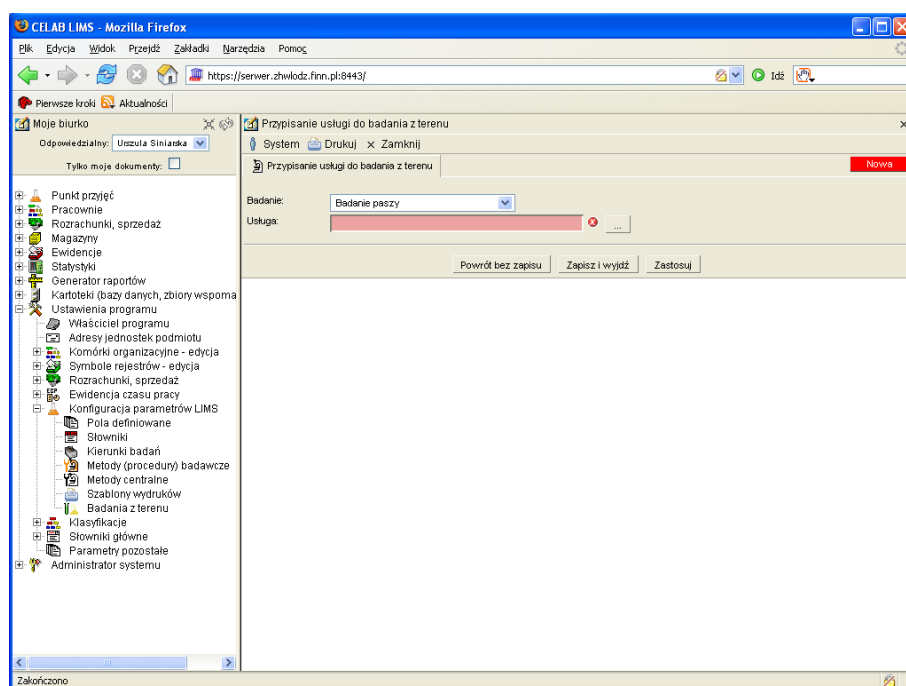 CELAB LIMS - Mozilla Firefox
Plik Edycja Widok Przejdź Zakładki Narzędzia Pomoc
https://serwer.zhwlodz.finn.pl:8443/ Idź
Pierwsze kroki Aktualności
Moje biurko
Odpowiedzialny: Urszula Siniarska
Tylko moje dokumenty:
Punkt przyjęć
Pracownie
Rozrachunki, sprzedaż
Magazyny
Ewidencje
Statystyki
Generator raportów
Kartoteki (bazy danych, zbiory wspoma
Ustawienia programu
Właściciel programu
Adresy jednostek podmiotu
Komórki organizacyjne - edycja
Symbole rejestrów - edycja
Rozrachunki, sprzedaż
Ewidencja czasu pracy
Konfiguracja parametrów LIMS
Pola definiowane
Słowniki
Kierunki badań
Metody (procedury) badawcze
Metody centralne
Szablony wydruków
Badania z terenu
Klasyfikacje
Słowniki główne
Parametry pozostałe
Administrator systemu
Przypisanie usługi do badania z terenu
System Drukuj x Zamknij
Przypisanie usługi do badania z terenu Nowa
Badanie: Badanie paszy
Usługa: ...
Powrót bez zapisu Zapisz i wyjdź Zastosuj
Zakończono